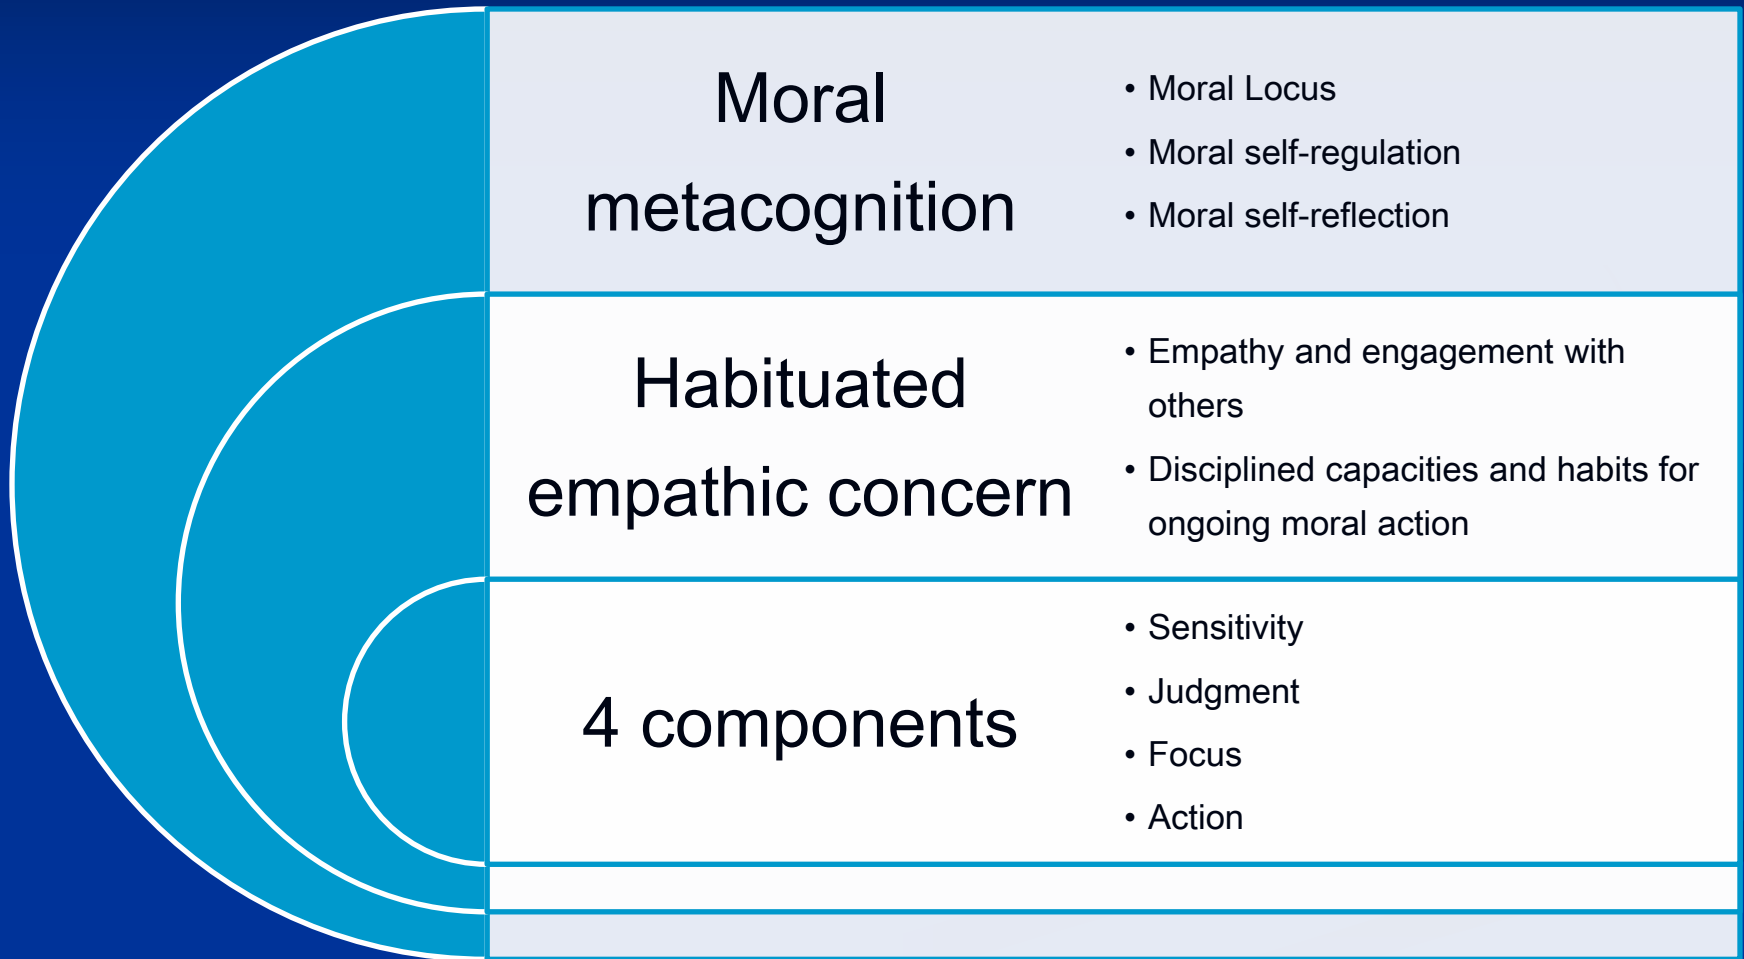 Moral
metacognition
• Moral Locus
• Moral self-regulation
• Moral self-reflection
Habituated
empathic concern
• Empathy and engagement with
others
• Disciplined capacities and habits for
ongoing moral action
4 components
• Sensitivity
• Judgment
• Focus
• Action